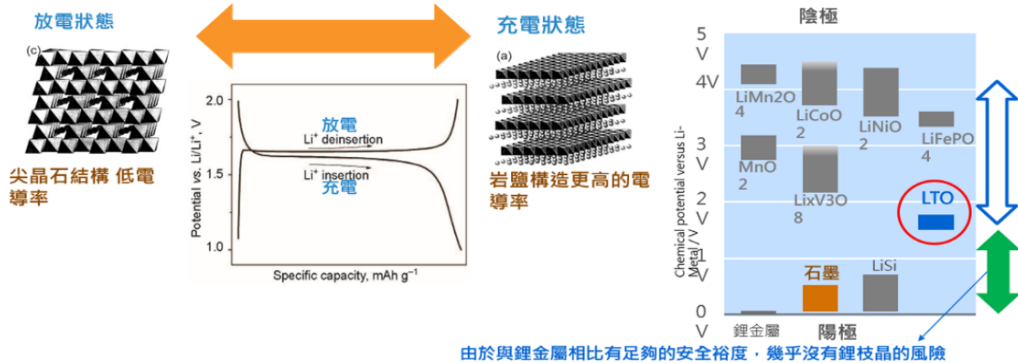 放電狀態
(c)
尖晶石結構 低電
導率
Potential vs. Li/Li⁺, V
2.0
1.5
1.0
放電
Li⁺ deinsertion
Li⁺ insertion
充電
Specific capacity, mAh g⁻¹
充電狀態
(a)
岩鹽構造更高的電
導率
陰極
Chemical potential versus Li-
Metal / V
5
V
4V
3
V
2
V
1
V
0
V
LiMn2O
4
LiCoO
2
LiNiO
2
LiFePO
4
MnO
2
LixV3O
8
LTO
石墨
LiSi
鋰金屬
陽極
由於與鋰金屬相比有足夠的安全裕度，幾乎沒有鋰枝晶的風險